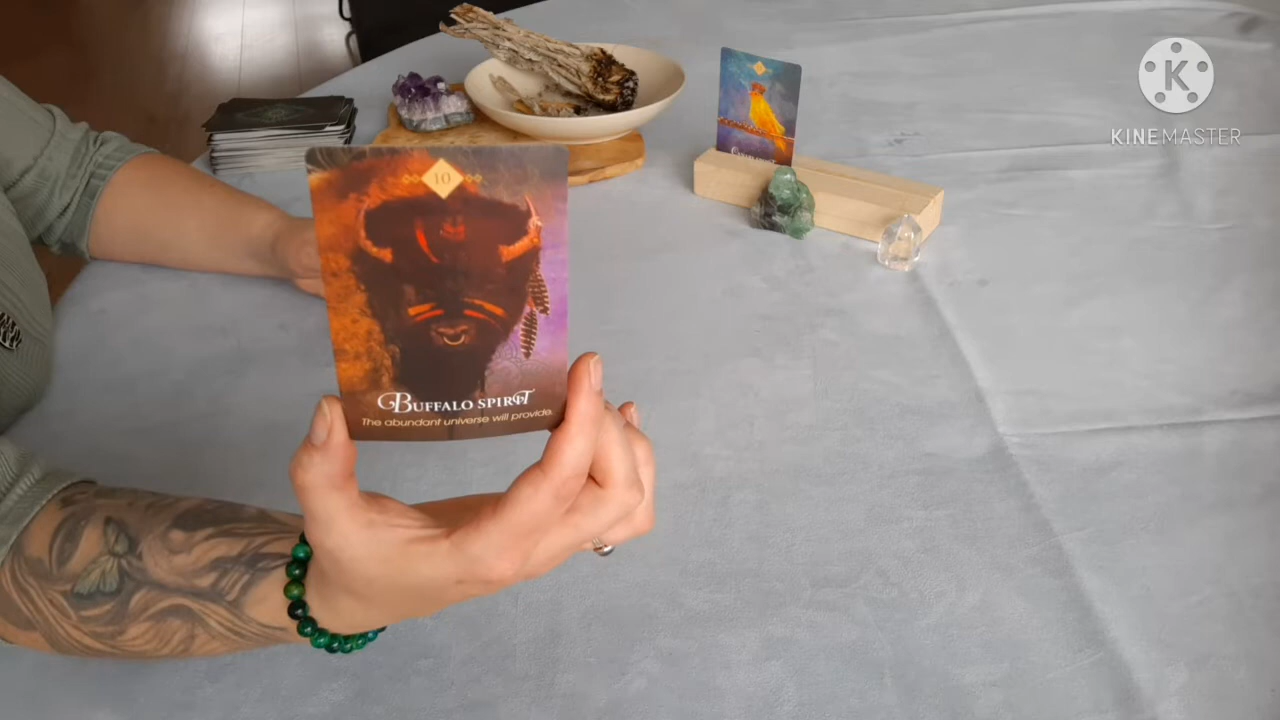 10
BUFFALO SPIRIT
The abundant universe will provide.
K
KINEMASTER